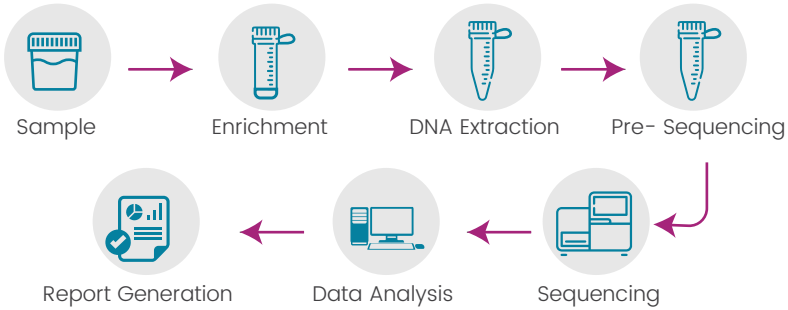 Sample
Enrichment
DNA Extraction
Pre- Sequencing
Sequencing
Data Analysis
Report Generation